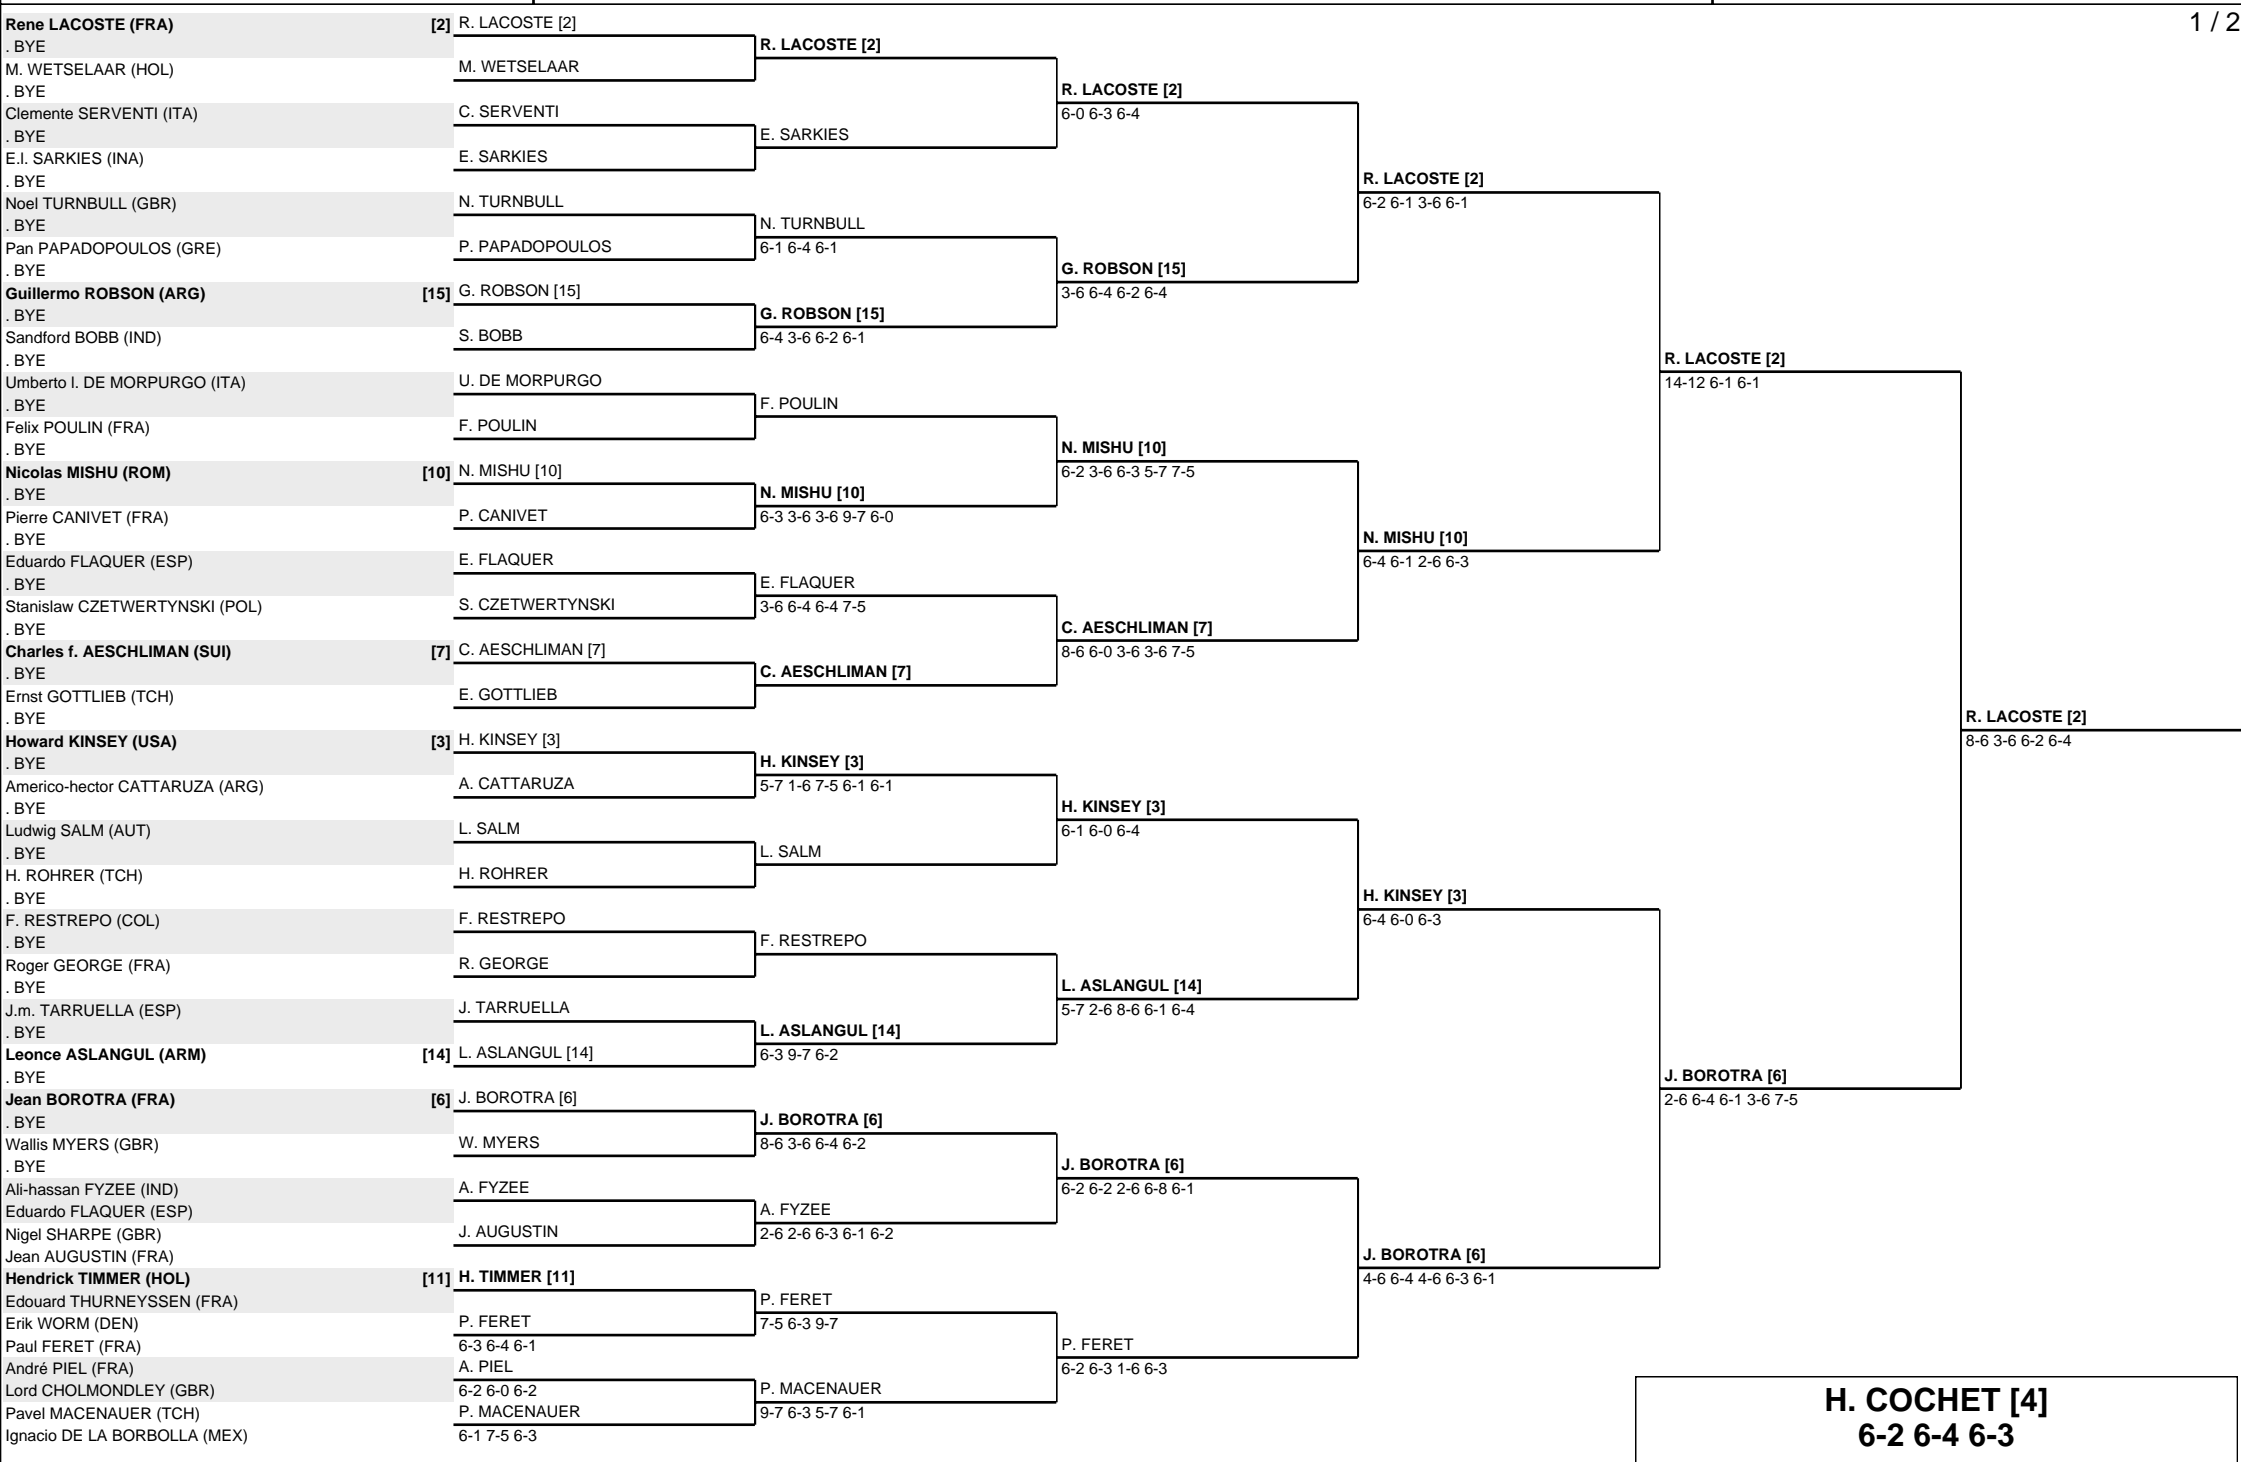 1 / 2
Rene LACOSTE (FRA) [2]
. BYE
M. WETSELAAR (HOL)
. BYE
Clemente SERVENTI (ITA)
. BYE
E.l. SARKIES (INA)
. BYE
Noel TURNBULL (GBR)
. BYE
Pan PAPADOPOULOS (GRE)
. BYE
Guillermo ROBSON (ARG) [15]
. BYE
Sandford BOBB (IND)
. BYE
Umberto l. DE MORPURGO (ITA)
. BYE
Felix POULIN (FRA)
. BYE
Nicolas MISHU (ROM) [10]
. BYE
Pierre CANIVET (FRA)
. BYE
Eduardo FLAQUER (ESP)
. BYE
Stanislaw CZETWERTYNSKI (POL)
. BYE
Charles f. AESCHLIMAN (SUI) [7]
. BYE
Ernst GOTTLIEB (TCH)
. BYE
Howard KINSEY (USA) [3]
. BYE
Americo-hector CATTARUZA (ARG)
. BYE
Ludwig SALM (AUT)
. BYE
H. ROHRER (TCH)
. BYE
F. RESTREPO (COL)
. BYE
Roger GEORGE (FRA)
. BYE
J.m. TARRUELLA (ESP)
. BYE
Leonce ASLANGUL (ARM) [14]
. BYE
Jean BOROTRA (FRA) [6]
. BYE
Wallis MYERS (GBR)
. BYE
Ali-hassan FYZEE (IND)
Eduardo FLAQUER (ESP)
Nigel SHARPE (GBR)
Jean AUGUSTIN (FRA)
Hendrick TIMMER (HOL) [11]
Edouard THURNEYSSEN (FRA)
Erik WORM (DEN)
Paul FERET (FRA)
André PIEL (FRA)
Lord CHOLMONDLEY (GBR)
Pavel MACENAUER (TCH)
Ignacio DE LA BORBOLLA (MEX)
R. LACOSTE [2]
M. WETSELAAR
C. SERVENTI
E. SARKIES
N. TURNBULL
P. PAPADOPOULOS
G. ROBSON [15]
S. BOBB
U. DE MORPURGO
F. POULIN
N. MISHU [10]
P. CANIVET
E. FLAQUER
S. CZETWERTYNSKI
C. AESCHLIMAN [7]
E. GOTTLIEB
H. KINSEY [3]
A. CATTARUZA
L. SALM
H. ROHRER
F. RESTREPO
R. GEORGE
J. TARRUELLA
L. ASLANGUL [14]
J. BOROTRA [6]
W. MYERS
A. FYZEE
J. AUGUSTIN
H. TIMMER [11]
P. FERET
6-3 6-4 6-1
A. PIEL
6-2 6-0 6-2
P. MACENAUER
6-1 7-5 6-3
R. LACOSTE [2]
E. SARKIES
N. TURNBULL
6-1 6-4 6-1
G. ROBSON [15]
6-4 3-6 6-2 6-1
F. POULIN
N. MISHU [10]
6-3 3-6 3-6 9-7 6-0
E. FLAQUER
3-6 6-4 6-4 7-5
C. AESCHLIMAN [7]
H. KINSEY [3]
5-7 1-6 7-5 6-1 6-1
L. SALM
F. RESTREPO
L. ASLANGUL [14]
6-3 9-7 6-2
J. BOROTRA [6]
8-6 3-6 6-4 6-2
A. FYZEE
2-6 2-6 6-3 6-1 6-2
P. FERET
7-5 6-3 9-7
P. MACENAUER
9-7 6-3 5-7 6-1
R. LACOSTE [2]
6-0 6-3 6-4
G. ROBSON [15]
3-6 6-4 6-2 6-4
N. MISHU [10]
6-2 3-6 6-3 5-7 7-5
C. AESCHLIMAN [7]
8-6 6-0 3-6 3-6 7-5
H. KINSEY [3]
6-1 6-0 6-4
L. ASLANGUL [14]
5-7 2-6 8-6 6-1 6-4
J. BOROTRA [6]
6-2 6-2 2-6 6-8 6-1
P. FERET
6-2 6-3 1-6 6-3
R. LACOSTE [2]
6-2 6-1 3-6 6-1
N. MISHU [10]
6-4 6-1 2-6 6-3
H. KINSEY [3]
6-4 6-0 6-3
J. BOROTRA [6]
4-6 6-4 4-6 6-3 6-1
R. LACOSTE [2]
14-12 6-1 6-1
J. BOROTRA [6]
2-6 6-4 6-1 3-6 7-5
R. LACOSTE [2]
8-6 3-6 6-2 6-4
H. COCHET [4]
6-2 6-4 6-3